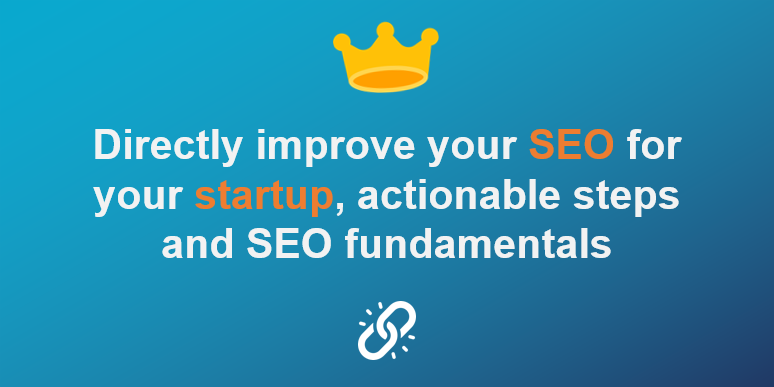 Directly improve your SEO for
your startup, actionable steps
and SEO fundamentals